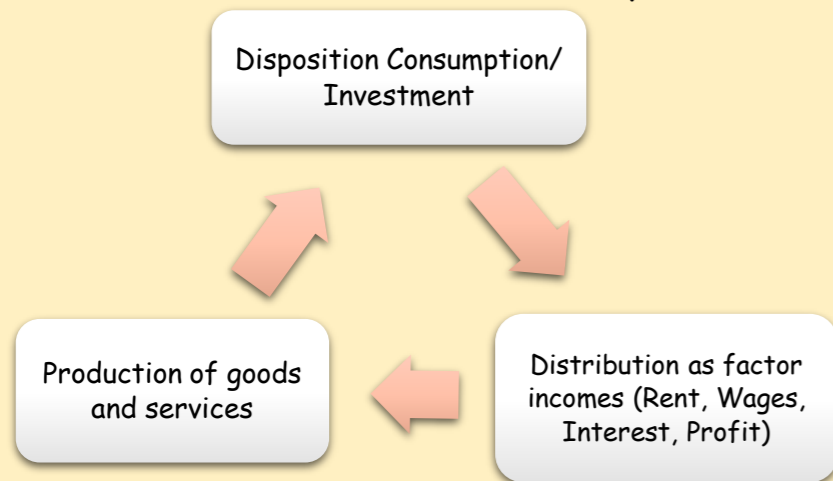 Disposition Consumption/
Investment
Production of goods
and services
Distribution as factor
incomes (Rent, Wages,
Interest, Profit)